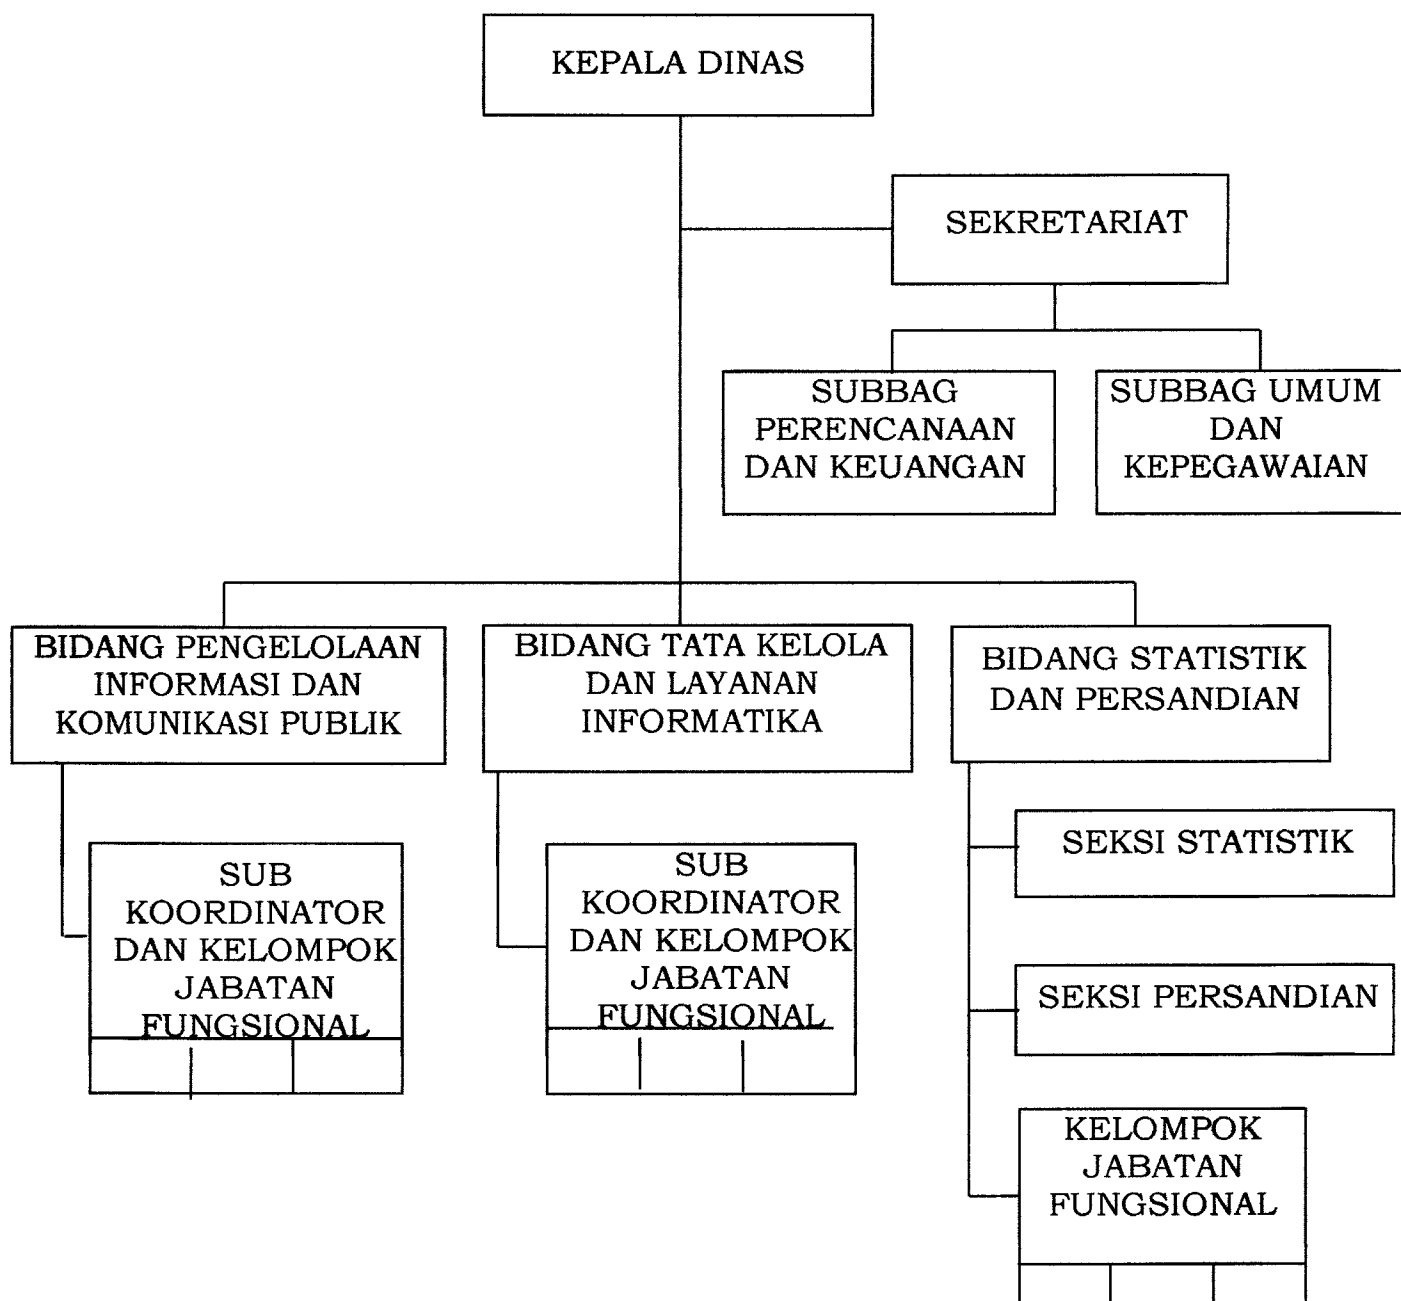 KEPALA DINAS
SEKRETARIAT
SUBBAG
PERENCANAAN
DAN KEUANGAN
SUBBAG UMUM
DAN
KEPEGAWAIAN
BIDANG PENGELOLAAN
INFORMASI DAN
KOMUNIKASI PUBLIK
BIDANG TATA KELOLA
DAN LAYANAN
INFORMATIKA
BIDANG STATISTIK
DAN PERSANDIAN
SUB
KOORDINATOR
DAN KELOMPOK
JABATAN
FUNGSIONAL
SUB
KOORDINATOR
DAN KELOMPOK
JABATAN
FUNGSIONAL
SEKSI STATISTIK
SEKSI PERSANDIAN
KELOMPOK
JABATAN
FUNGSIONAL